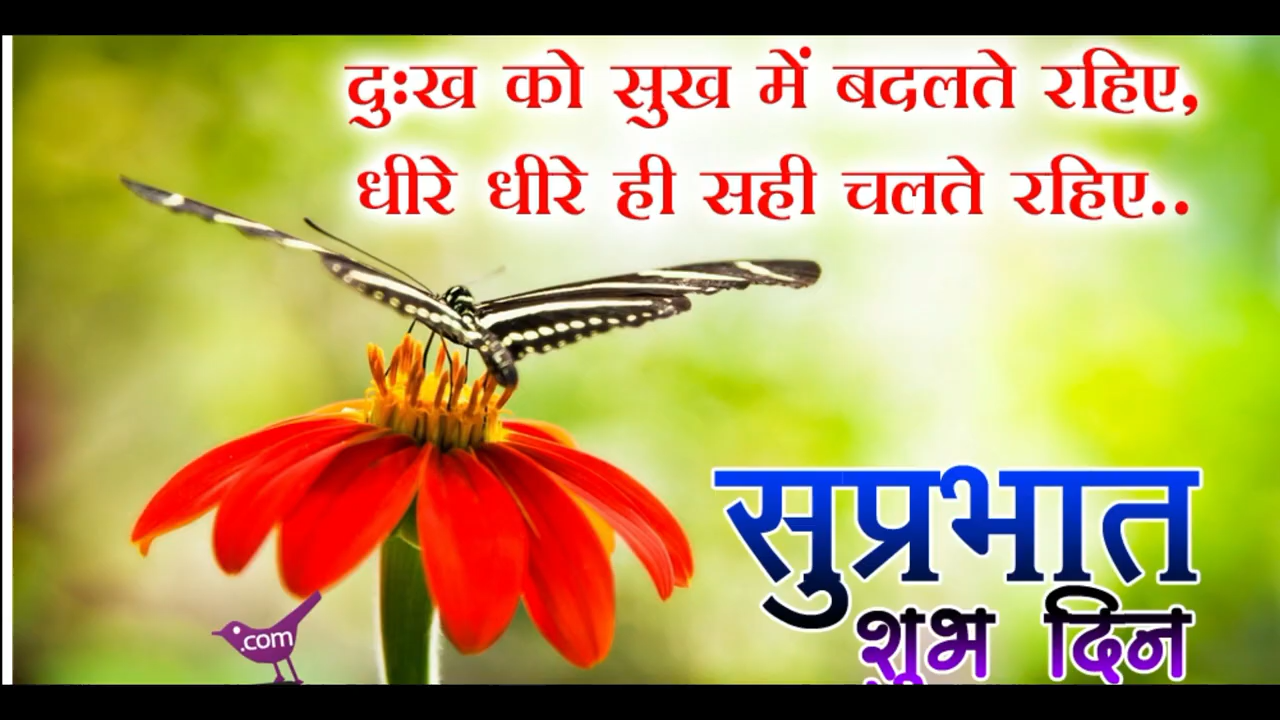 दुःख को सुख में बदलते रहिए,
धीरे धीरे ही सही चलते रहिए..
सुप्रभात
शुभ दिन
.com